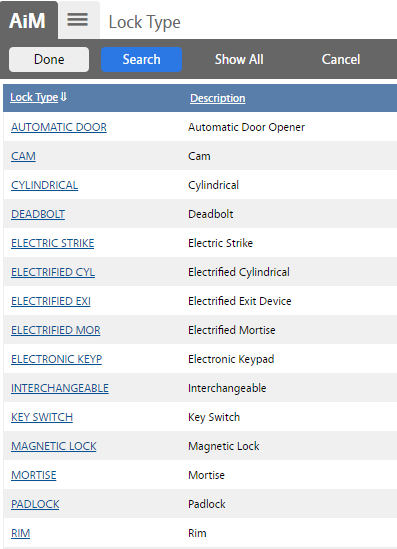 AiM Lock Type
Done Search Show All Cancel
Lock Type⇓ Description
AUTOMATIC DOOR Automatic Door Opener
CAM Cam
CYLINDRICAL Cylindrical
DEADBOLT Deadbolt
ELECTRIC STRIKE Electric Strike
ELECTRIFIED CYL Electrified Cylindrical
ELECTRIFIED EXI Electrified Exit Device
ELECTRIFIED MOR Electrified Mortise
ELECTRONIC KEYP Electronic Keypad
INTERCHANGEABLE Interchangeable
KEY SWITCH Key Switch
MAGNETIC LOCK Magnetic Lock
MORTISE Mortise
PADLOCK Padlock
RIM Rim